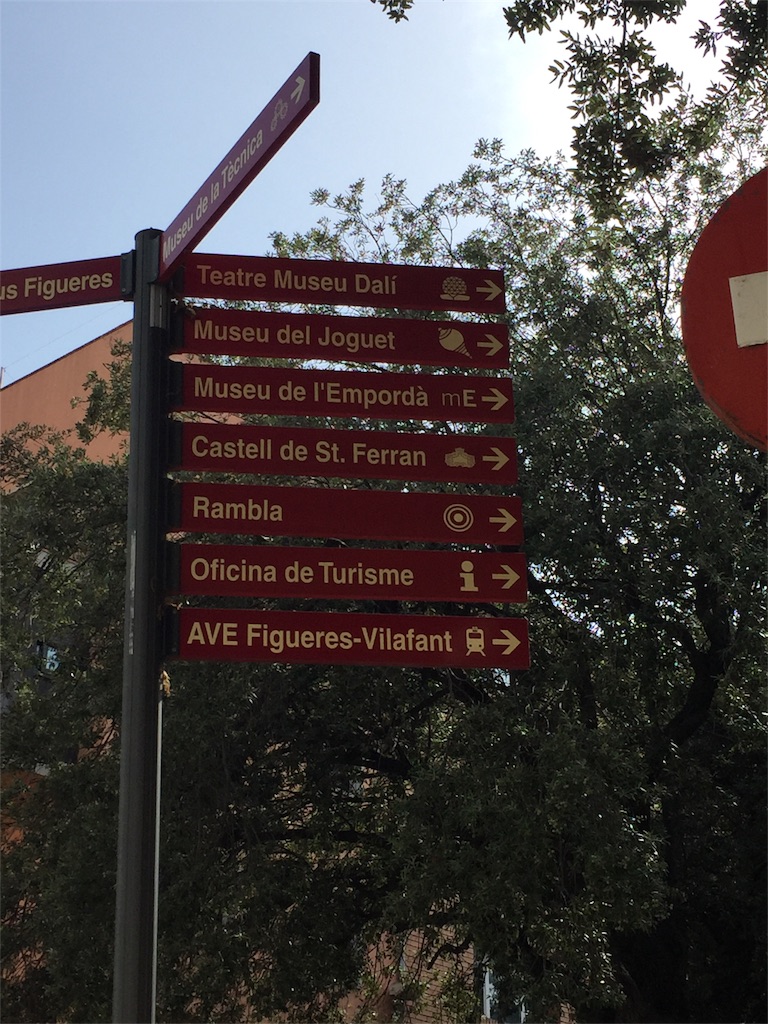 Museu de la Tècnica
us Figueres
Teatre Museu Dalí
Museu del Joguet
Museu de l'Empordà mE
Castell de St. Ferran
Rambla
Oficina de Turisme
i
AVE Figueres-Vilafant